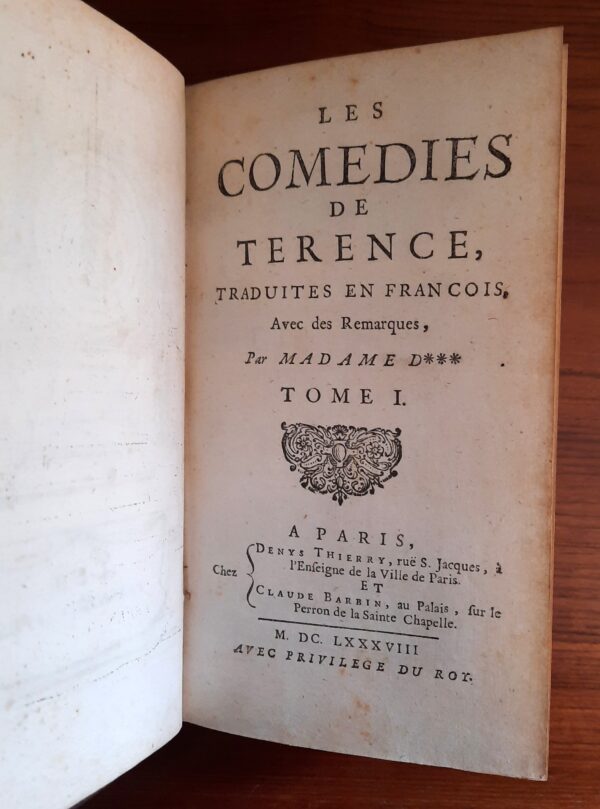 LES
COMEDIES
DE
TERENCE,
TRADUITES EN FRANCOIS,
Avec des Remarques,
Par MADAME D***
TOME I.
A PARIS,
Chez
DENYS THIERRY, ruë S. Jacques, à
l'Enseigne de la Ville de Paris.
ET
CLAUDE BARBIN, au Palais, sur le
Perron de la Sainte Chapelle.
M. DC. LXXXVIII
AVEC PRIVILEGE DU ROY.